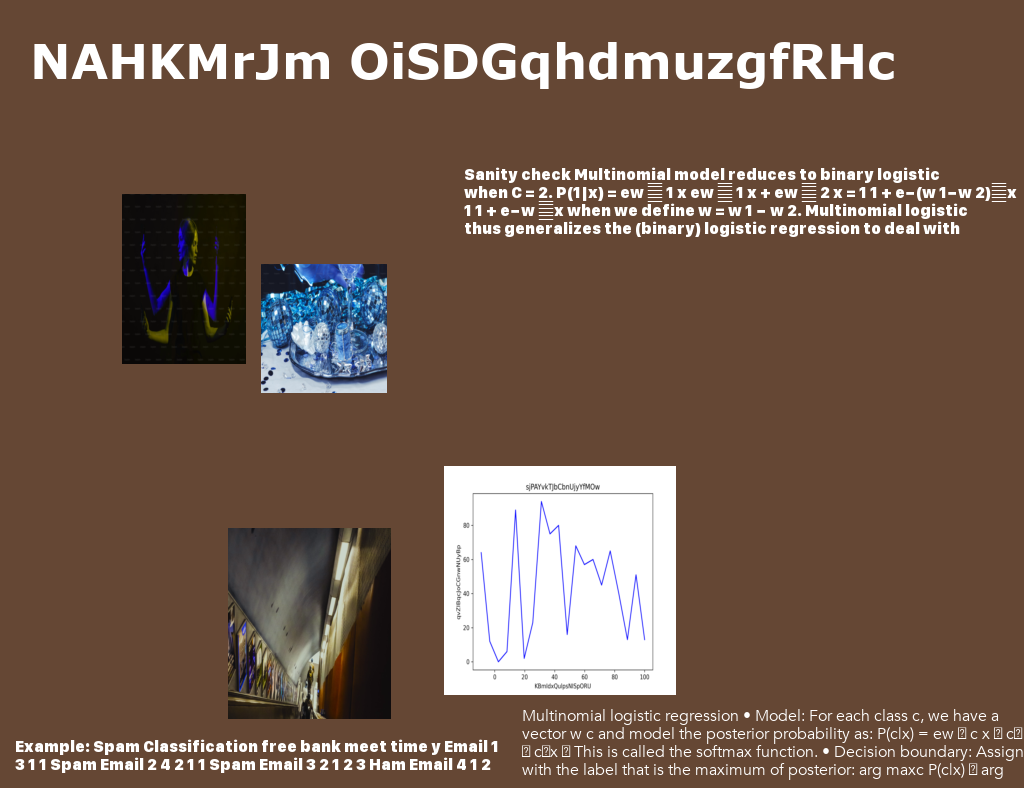 NAHKMrJm OiSDGqhdmuzgfRHc
Sanity check Multinomial model reduces to binary logistic
when C = 2. P(1|x) = ew 1 x ew 1 x + ew 2 x = 1 1 + e−(w 1−w 2) x
1 1 + e−w x when we define w = w 1 − w 2. Multinomial logistic
thus generalizes the (binary) logistic regression to deal with
sjPAYvkTJbCbnUjyYfMOw
80
60
40
20
0
0 20 40 60 80 100
Multinomial logistic regression • Model: For each class c, we have a
vector w c and model the posterior probability as: P(c|x) = ew c x c
c x This is called the softmax function. • Decision boundary: Assign
with the label that is the maximum of posterior: arg maxc P(c|x) arg
Example: Spam Classification free bank meet time y Email 1
3 1 1 Spam Email 2 4 2 1 1 Spam Email 3 2 1 2 3 Ham Email 4 1 2